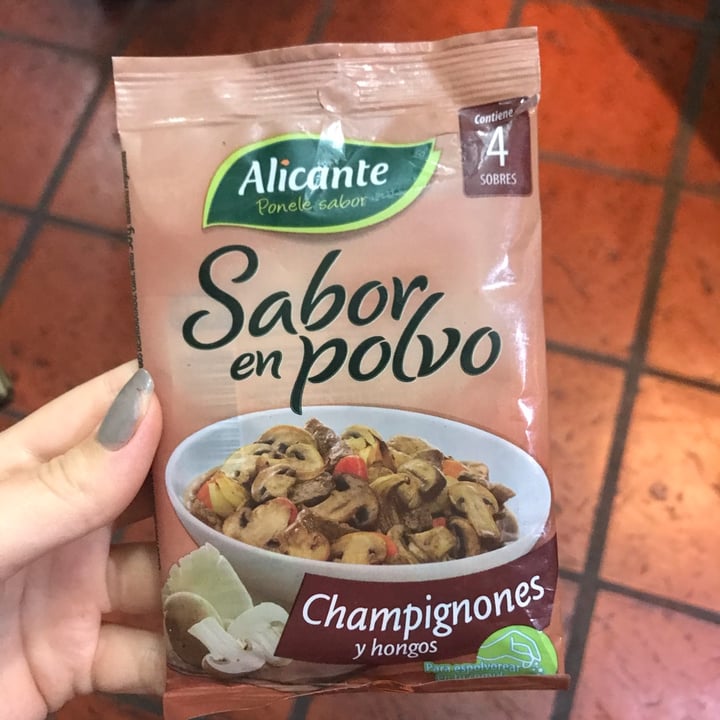 Contiene
4
SOBRES
Alicante
Ponele sabor
Sabor
en polvo
Champignones
y hongos
Para espolvorear